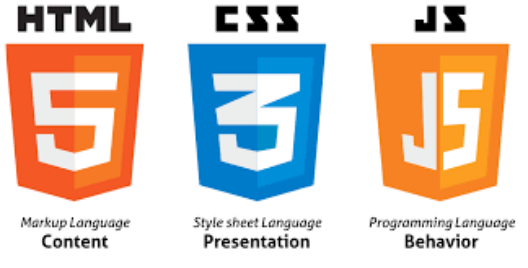 HTML CSS JS
5 3 JS
Markup Language Style sheet Language Programming Language
Content Presentation Behavior